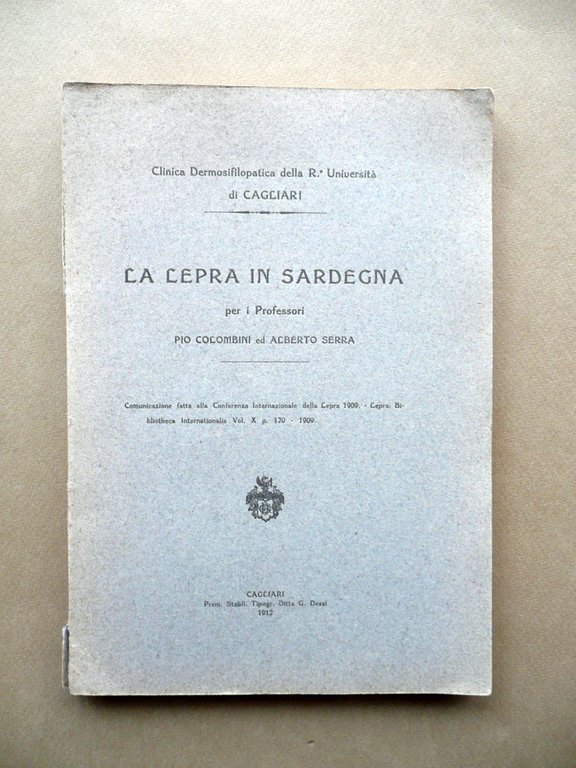 Clinica Dermosifilopatica della R.ª Università
di CAGLIARI
LA LEPRA IN SARDEGNA
per i Professori
PIO COLOMBINI ed ALBERTO SERRA
Comunicazione fatta alla Conferenza Internazionale della Lepra 1909. - Lepra. Bi-
bliotheca Internationalis Vol. X p. 170 - 1909.
CAGLIARI
Prem. Stabil. Tipogr. Ditta G. Dessì
1912